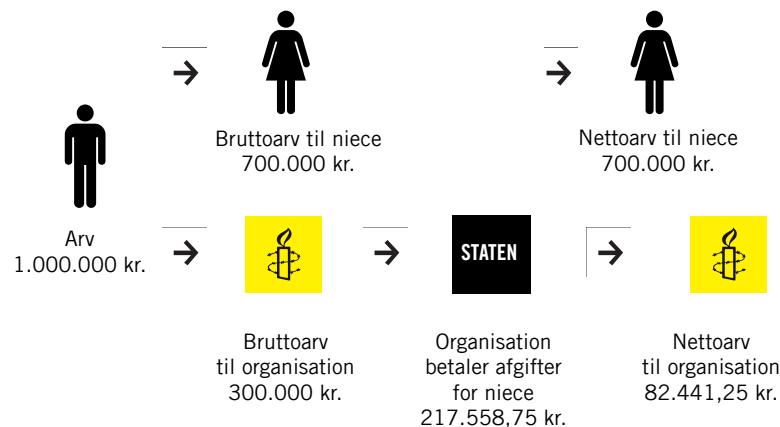 Bruttoarv til niece
700.000 kr.
Nettoarv til niece
700.000 kr.
Arv
1.000.000 kr.
STATEN
Bruttoarv
til organisation
300.000 kr.
Organisation
betaler afgifter
for niece
217.558,75 kr.
Nettoarv
til organisation
82.441,25 kr.